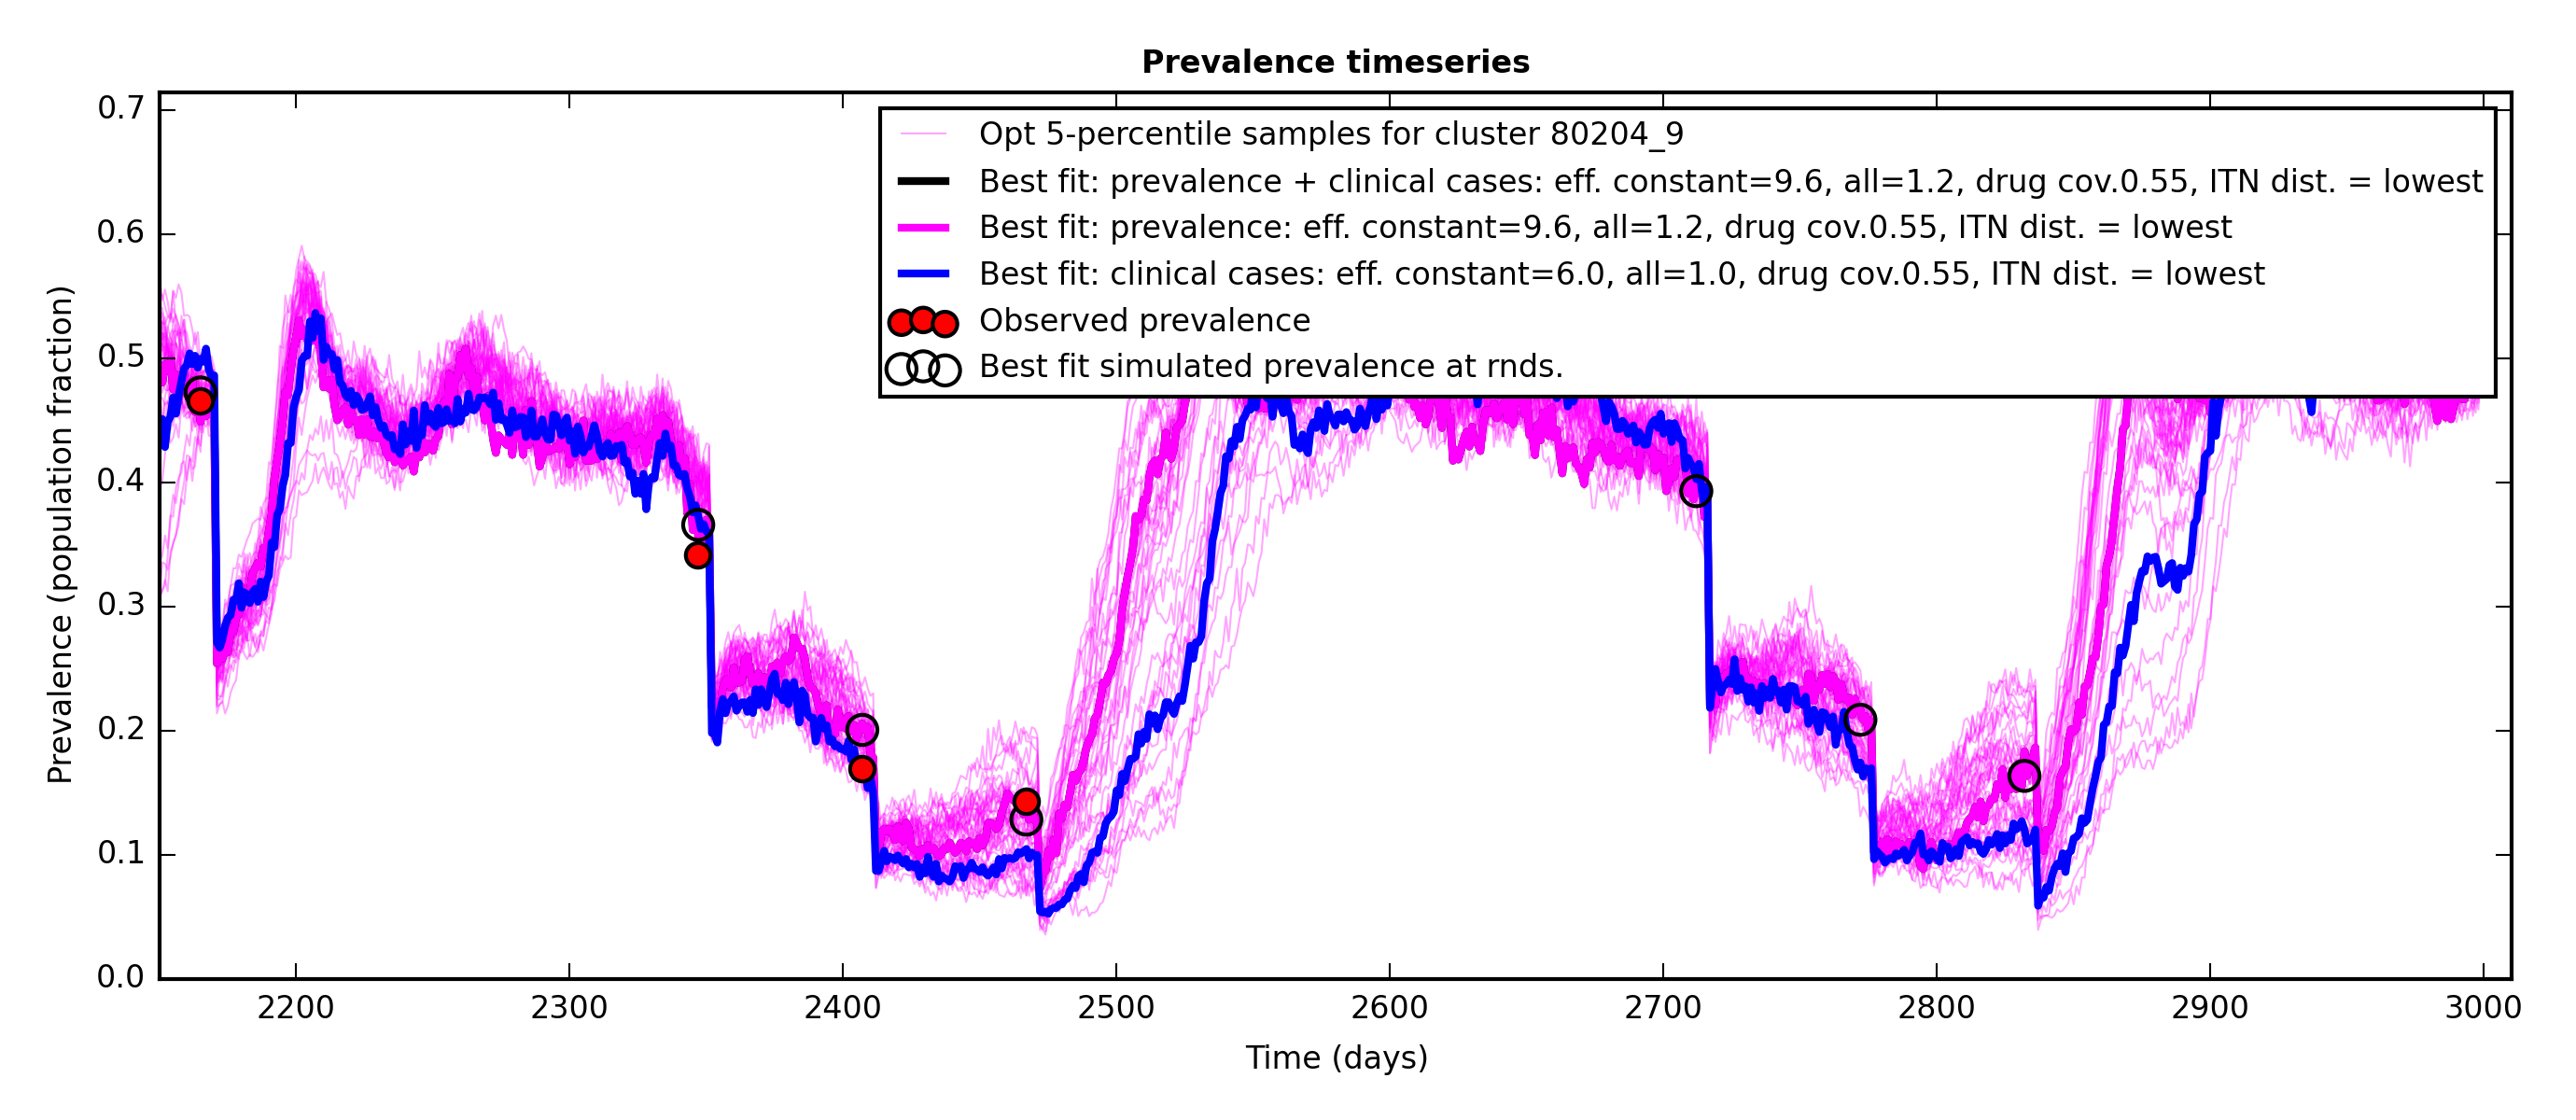 Prevalence timeseries
Opt 5-percentile samples for cluster 80204_9
Best fit: prevalence + clinical cases: eff. constant=9.6, all=1.2, drug cov.0.55, ITN dist. = lowest
Best fit: prevalence: eff. constant=9.6, all=1.2, drug cov.0.55, ITN dist. = lowest
Best fit: clinical cases: eff. constant=6.0, all=1.0, drug cov.0.55, ITN dist. = lowest
Observed prevalence
Best fit simulated prevalence at rnds.
Prevalence (population fraction)
0.7
0.6
0.5
0.4
0.3
0.2
0.1
0.0
2200 2300 2400 2500 2600 2700 2800 2900 3000
Time (days)